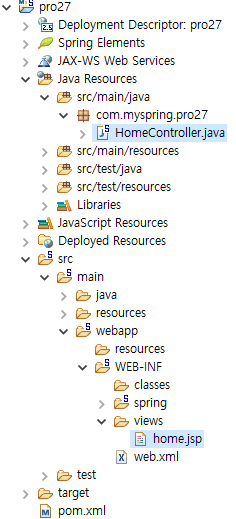 pro27
Deployment Descriptor: pro27
Spring Elements
JAX-WS Web Services
Java Resources
src/main/java
com.myspring.pro27
HomeController.java
src/main/resources
src/test/java
src/test/resources
Libraries
JavaScript Resources
Deployed Resources
src
main
java
resources
webapp
resources
WEB-INF
classes
spring
views
home.jsp
web.xml
test
target
pom.xml